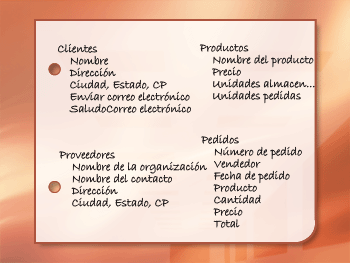 Clientes
Nombre
Dirección
Ciudad, Estado, CP
Enviar correo electrónico
SaludoCorreo electrónico
Productos
Nombre del producto
Precio
Unidades almacen...
Unidades pedidas
Proveedores
Nombre de la organización
Nombre del contacto
Dirección
Ciudad, Estado, CP
Pedidos
Número de pedido
Vendedor
Fecha de pedido
Producto
Cantidad
Precio
Total